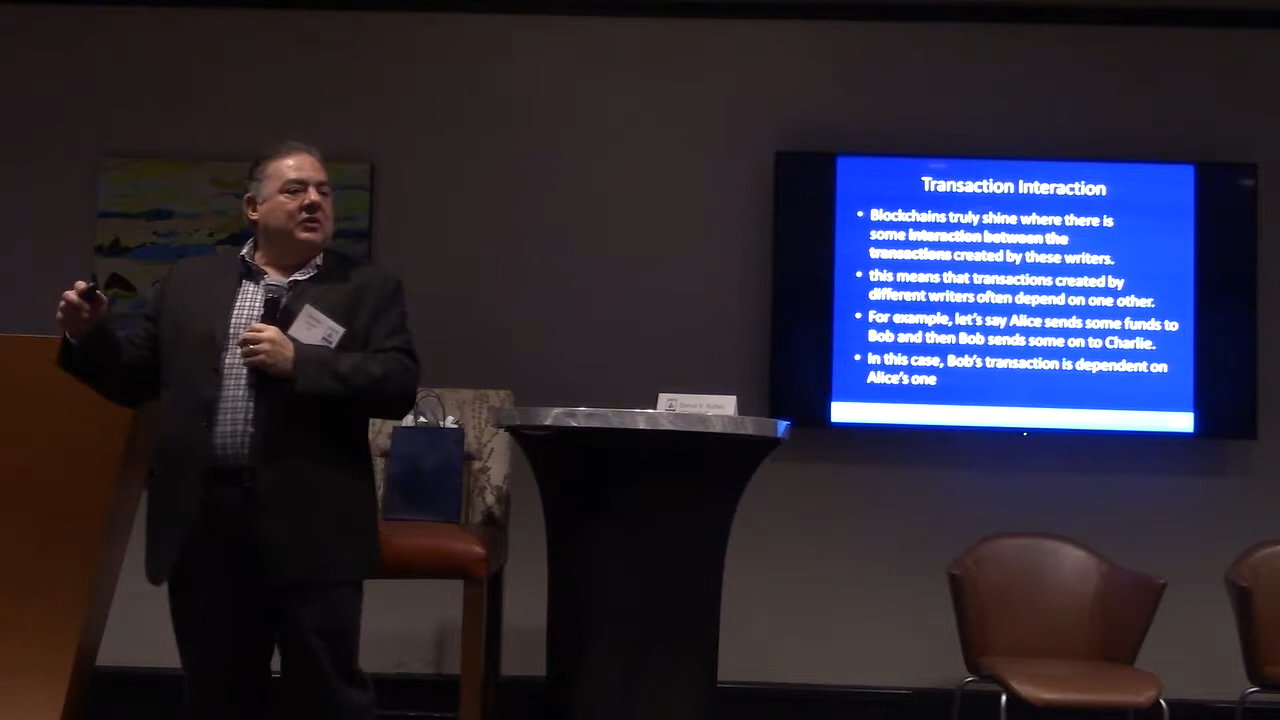 Transaction Interaction
• Blockchains truly shine where there is
some interaction between the
transactions created by these writers.
• this means that transactions created by
different writers often depend on one other.
• For example, let's say Alice sends some funds to
Bob and then Bob sends some on to Charlie.
• In this case, Bob's transaction is dependent on
Alice's one